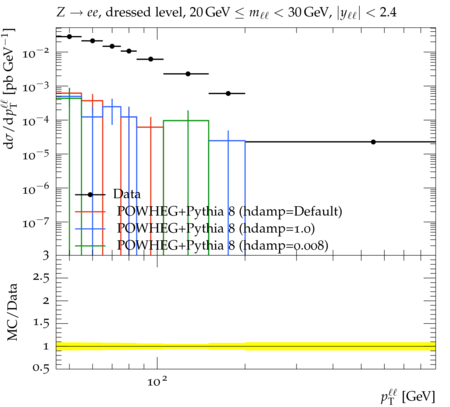 Z → ee, dressed level, 20 GeV ≤ mℓℓ < 30 GeV, |yℓℓ| < 2.4
dσ/dp_T^ℓℓ [pb GeV⁻¹]
10⁻²
10⁻³
10⁻⁴
10⁻⁵
10⁻⁶
10⁻⁷
Data
POWHEG+Pythia 8 (hdamp=Default)
POWHEG+Pythia 8 (hdamp=1.0)
POWHEG+Pythia 8 (hdamp=0.008)
MC/Data
3
2.5
2
1.5
1
0.5
10²
p_T^ℓℓ [GeV]